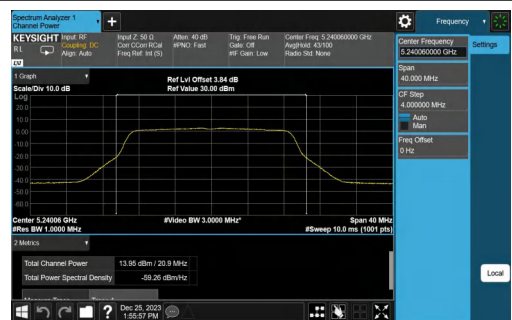 Spectrum Analyzer 1
Channel Power
Frequency
KEYSIGHT
RL
Input: RF
Coupling: DC
Align: Auto
Input Z: 50 Ω
Corr CCorr RCal
Freq Ref: Int (S)
Atten: 40 dB
#PNO: Fast
Trig: Free Run
Gate: Off
#IF Gain: Low
Center Freq: 5.240060000 GHz
Avg|Hold: 43/100
Radio Std: None
LXI
Center Frequency
5.240060000 GHz
Settings
Span
40.000 MHz
CF Step
4.000000 MHz
Auto
Man
Freq Offset
0 Hz
Local
1 Graph
Scale/Div 10.0 dB
Ref Lvl Offset 3.84 dB
Ref Value 30.00 dBm
Log
20.0
10.0
0.00
-10.0
-20.0
-30.0
-40.0
-50.0
-60.0
Center 5.24006 GHz
#Res BW 1.0000 MHz
#Video BW 3.0000 MHz*
Span 40 MHz
#Sweep 10.0 ms (1001 pts)
2 Metrics
Total Channel Power 13.95 dBm / 20.9 MHz
Total Power Spectral Density -59.26 dBm/Hz
Dec 25, 2023
1:55:57 PM